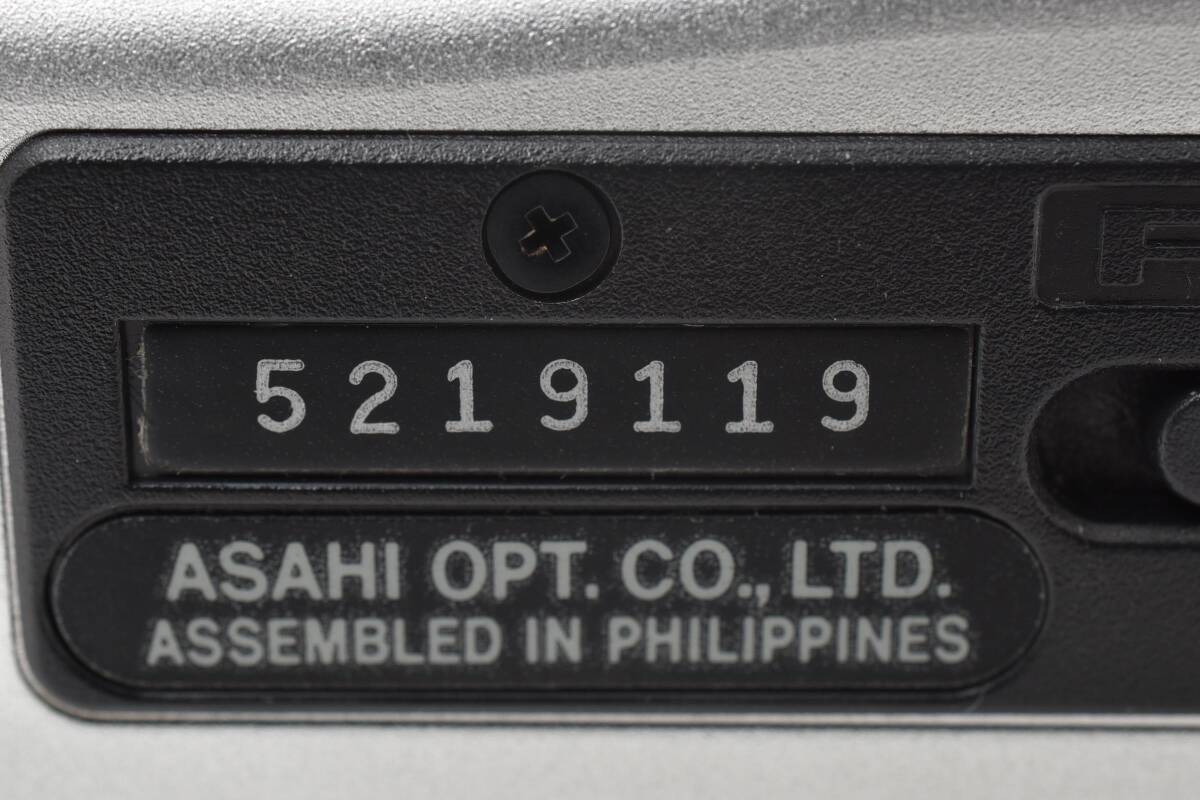 5219119
ASAHI OPT. CO., LTD.
ASSEMBLED IN PHILIPPINES